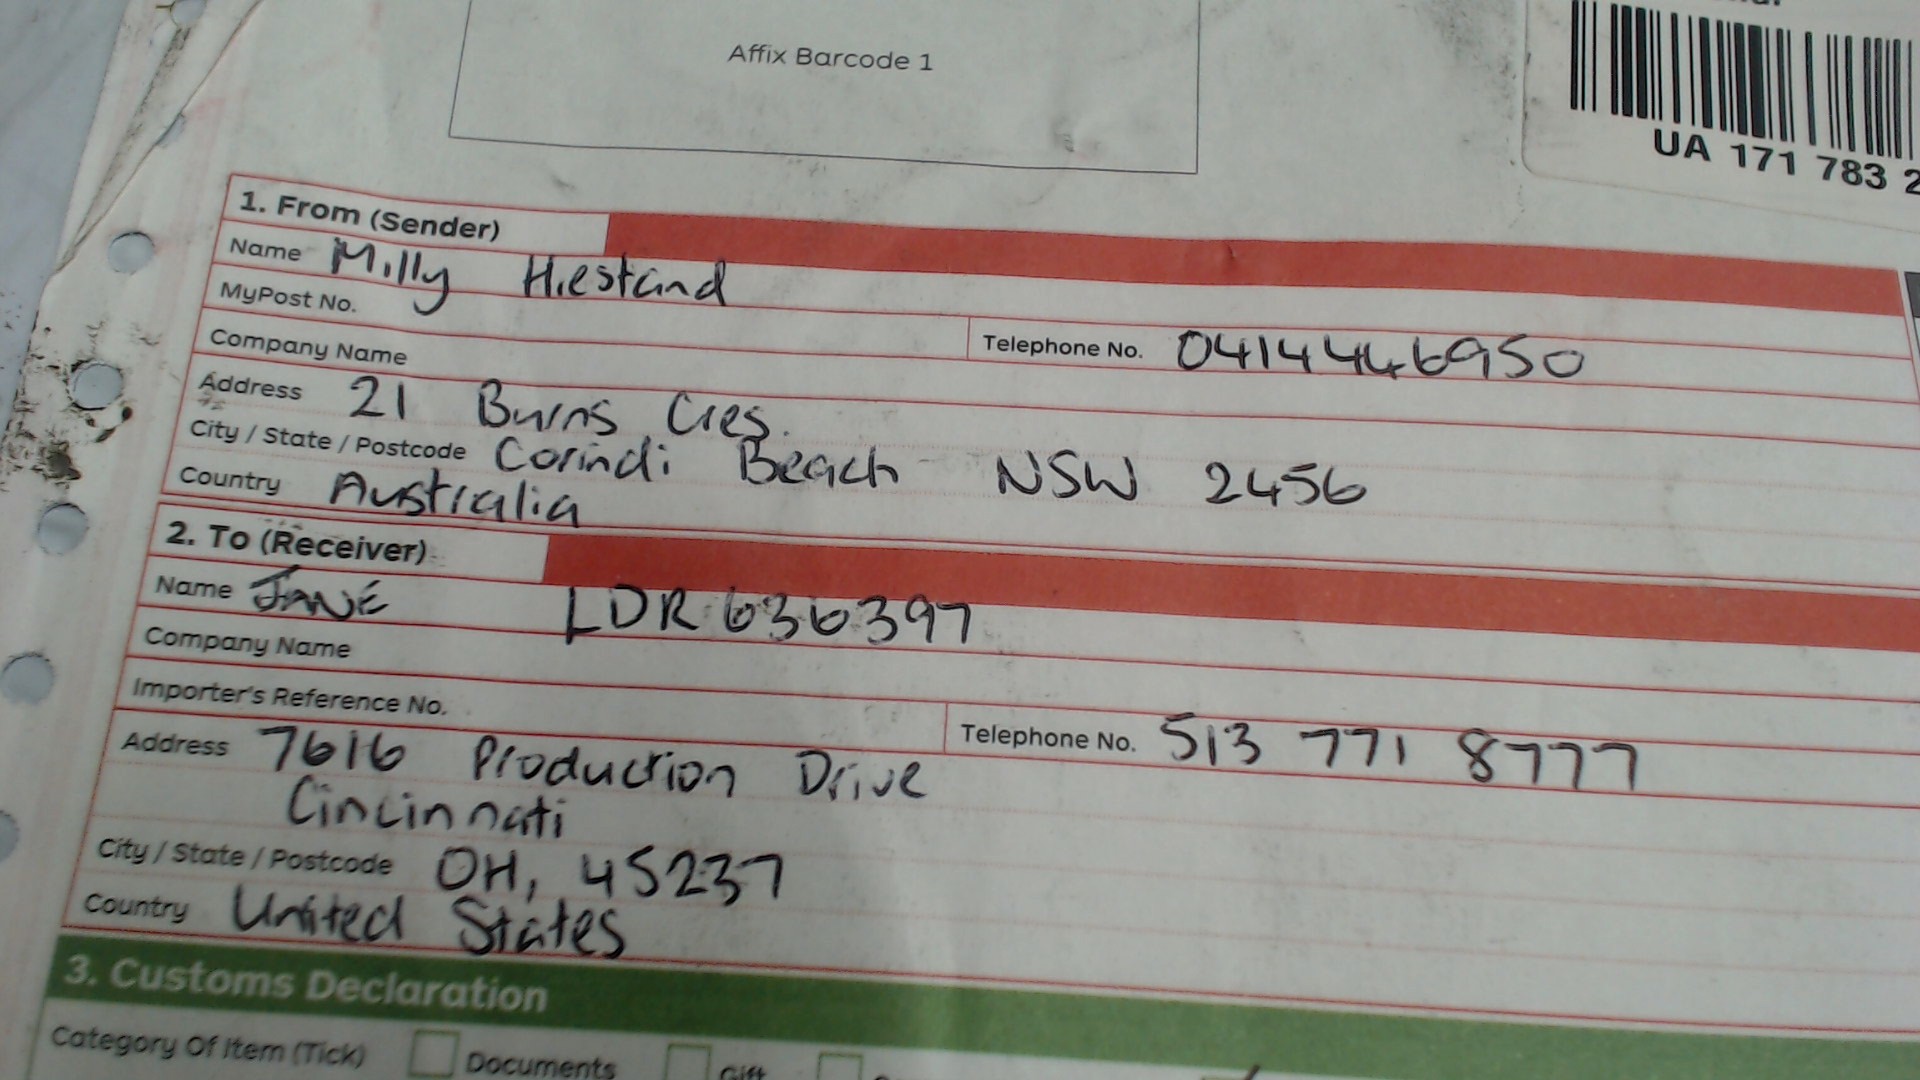 Affix Barcode 1
UA 171 783 2
1. From (Sender)
Name Milly Hiestand
MyPost No.
Telephone No. 0414446950
Company Name
Address 21 Burns Cres.
City / State / Postcode Corindi Beach NSW 2456
Country Australia
2. To (Receiver)
Name JANE LDR636397
Company Name
Importer's Reference No.
Telephone No. 513 771 8777
Address 7616 Production Drive
Cincinnati
City / State / Postcode OH, 45237
Country United States
3. Customs Declaration
Category Of Item (Tick) Documents Gift